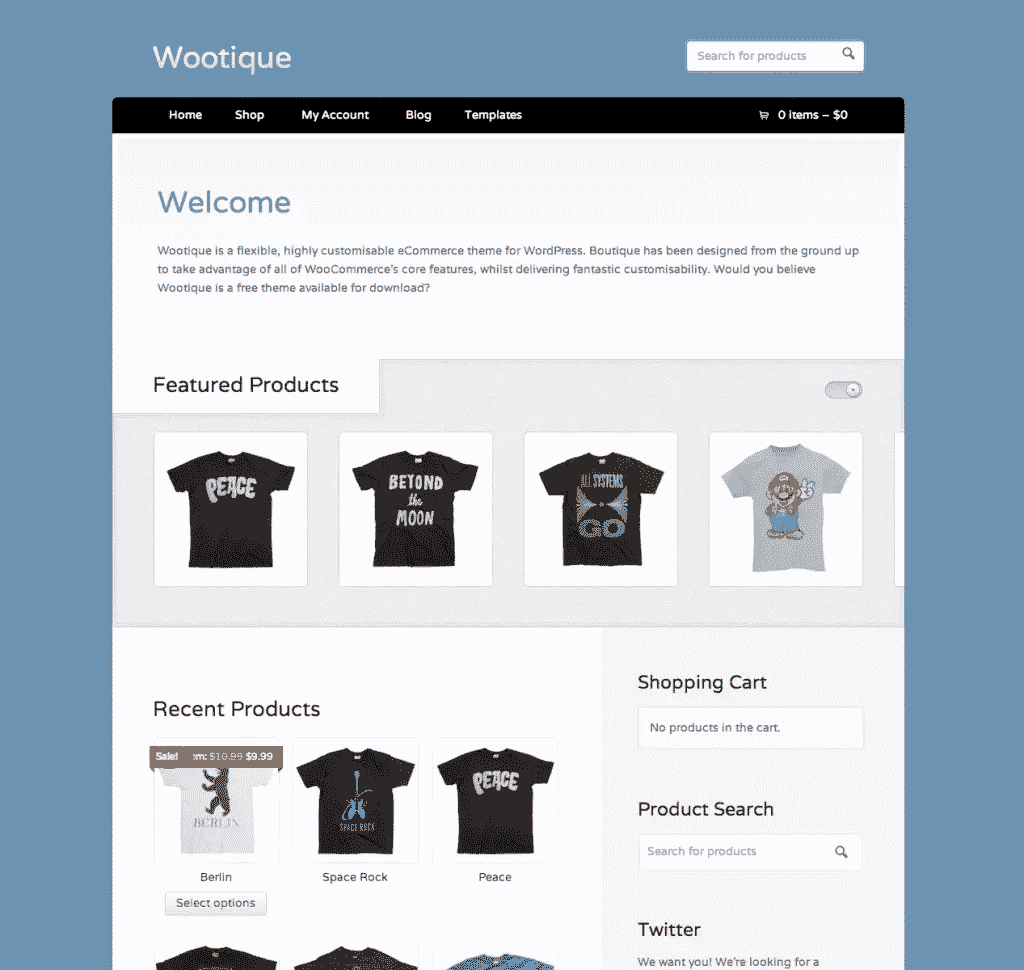 Wootique
Search for products
Home Shop My Account Blog Templates 0 items – $0
Welcome
Wootique is a flexible, highly customisable eCommerce theme for WordPress. Boutique has been designed from the ground up
to take advantage of all of WooCommerce's core features, whilst delivering fantastic customisability. Would you believe
Wootique is a free theme available for download?
Featured Products
PEACE
BEYOND
the
MOON
ALL SYSTEMS
GO
Recent Products
Sale! om: $10.99 $9.99
BERLIN
SPACE ROCK
PEACE
Berlin
Space Rock
Peace
Select options
Shopping Cart
No products in the cart.
Product Search
Search for products
Twitter
We want you! We're looking for a